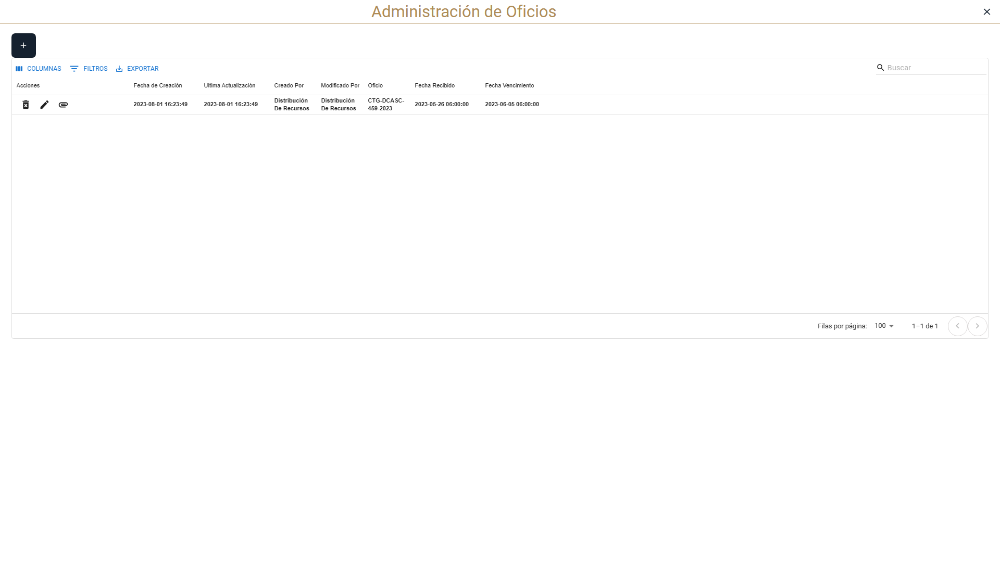 Administración de Oficios
COLUMNAS FILTROS EXPORTAR Buscar
Acciones Fecha de Creación Ultima Actualización Creado Por Modificado Por Oficio Fecha Recibido Fecha Vencimiento
2023-08-01 16:23:49 2023-08-01 16:23:49 Distribución De Recursos Distribución De Recursos CTG-DCASC-459-2023 2023-05-26 06:00:00 2023-06-05 06:00:00
Filas por página: 100 1–1 de 1